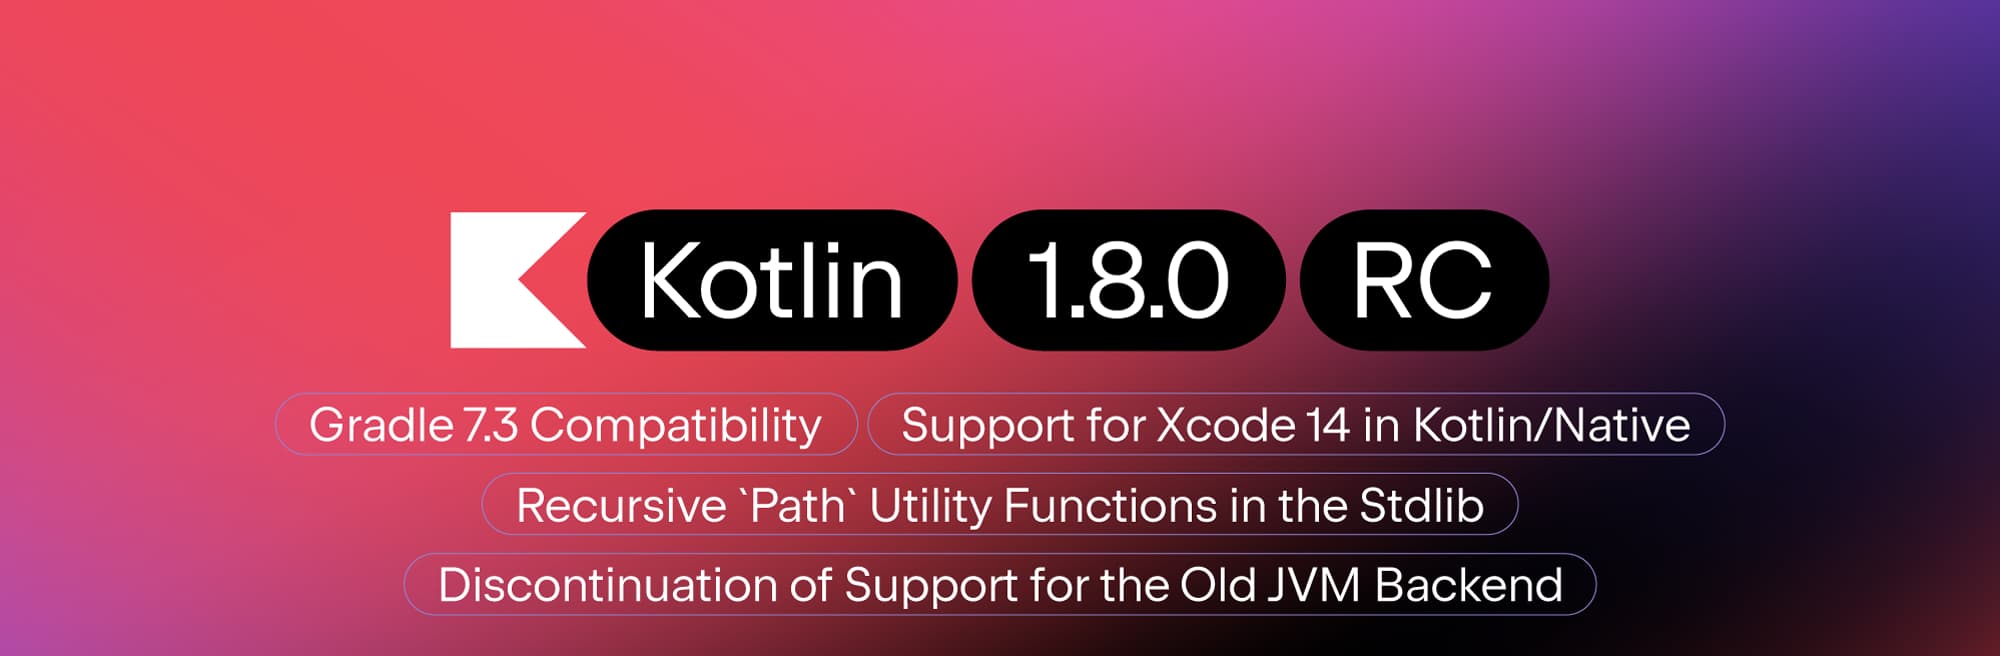 Kotlin 1.8.0 RC
Gradle 7.3 Compatibility Support for Xcode 14 in Kotlin/Native
Recursive `Path` Utility Functions in the Stdlib
Discontinuation of Support for the Old JVM Backend